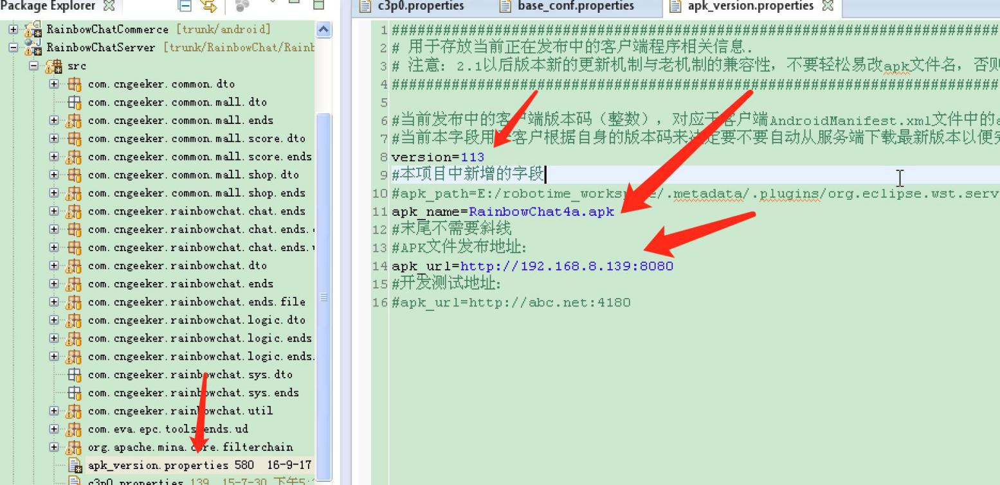 Package Explorer
RainbowChatCommerce [trunk/android]
RainbowChatServer [trunk/RainbowChat/Rainb
src
com.cngeeker.common.dto
com.cngeeker.common.mall.dto
com.cngeeker.common.mall.ends
com.cngeeker.common.mall.score.dto
com.cngeeker.common.mall.score.ends
com.cngeeker.common.mall.shop.dto
com.cngeeker.common.mall.shop.ends
com.cngeeker.rainbowchat.chat.ends
com.cngeeker.rainbowchat.chat.ends.
com.cngeeker.rainbowchat.chat.ends.
com.cngeeker.rainbowchat.dto
com.cngeeker.rainbowchat.ends
com.cngeeker.rainbowchat.ends.file
com.cngeeker.rainbowchat.logic.dto
com.cngeeker.rainbowchat.logic.ends
com.cngeeker.rainbowchat.logic.ends.
com.cngeeker.rainbowchat.sys.dto
com.cngeeker.rainbowchat.sys.ends
com.cngeeker.rainbowchat.util
com.eva.epc.tools.ends.ud
org.apache.mina.core.filterchain
apk_version.properties 580 16-9-17
c3p0.properties 139 15-7-30 下午5:
c3p0.properties base_conf.properties apk_version.properties
1 ########################################################################
2 # 用于存放当前正在发布中的客户端程序相关信息.
3 # 注意：2.1以后版本新的更新机制与老机制的兼容性，不要轻松易改apk文件名，否则
4 ########################################################################
5
6 #当前发布中的客户端版本码（整数），对应于客户端AndroidManifest.xml文件中的a
7 #当前本字段用于客户根据自身的版本码来决定要不要自动从服务端下载最新版本以便完
8 version=113
9 #本项目中新增的字段
10 #apk_path=E:/robotime_workspace/.metadata/.plugins/org.eclipse.wst.serv
11 apk_name=RainbowChat4a.apk
12 #末尾不需要斜线
13 #APK文件发布地址：
14 apk_url=http://192.168.8.139:8080
15 #开发测试地址：
16 #apk_url=http://abc.net:4180